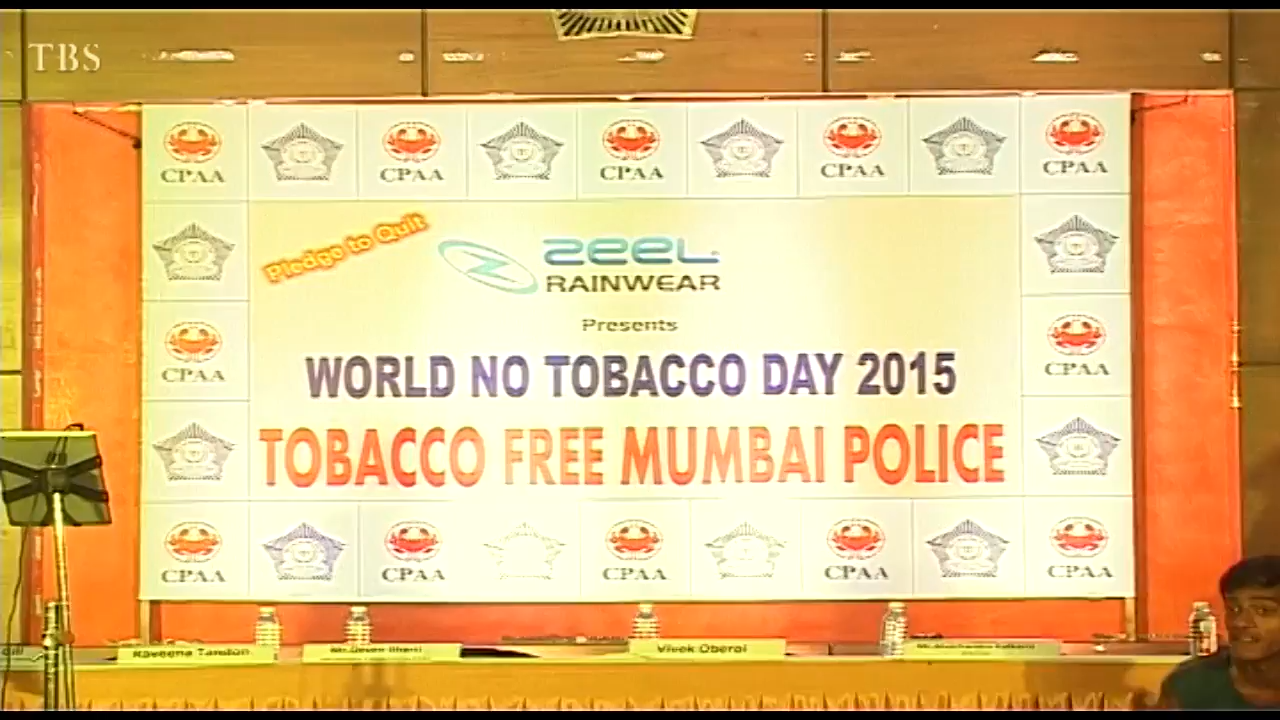 TBS
CPAA CPAA CPAA CPAA CPAA
Pledge to Quit
zeel
RAINWEAR
Presents
CPAA CPAA
WORLD NO TOBACCO DAY 2015
TOBACCO FREE MUMBAI POLICE
CPAA CPAA CPAA CPAA CPAA
Raveena Tandon
Vivek Oberoi